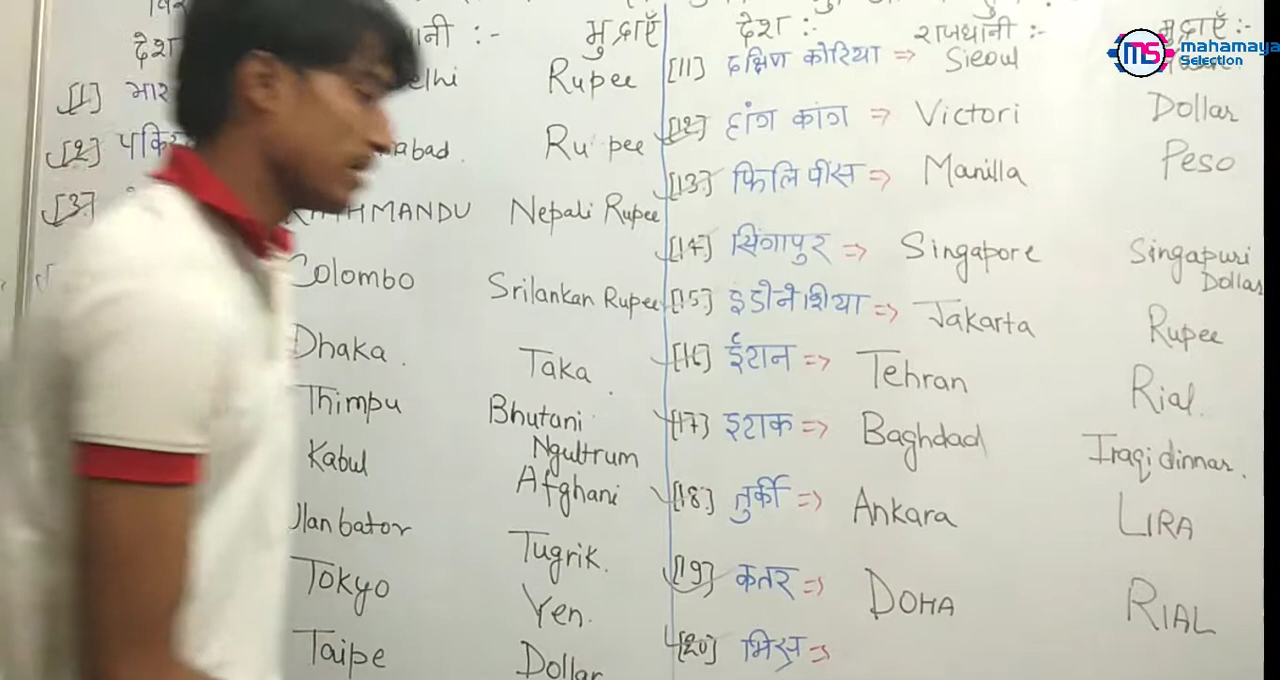 देश
ानी :-
मुद्राएँ
[1] भार
elhi
Rupee
[2] पकि
abad.
Rupee
[3]
KATHMANDU
Nepali Rupee
Colombo
Srilankan Rupee
Dhaka.
Taka
Thimpu
Bhutani
Ngultrum
Kabul
Afghani
Ulanbator
Tugrik.
Tokyo
Yen.
Taipe
Dollar
देश :-
राजधानी :-
मुद्राएँ :-
[11] दक्षिण कोरिया => Sieoul
[12] हांग कांग => Victori Dollar
[13] फिलिपींस => Manilla Peso
[14] सिंगापुर => Singapore Singapuri
Dollar
[15] इंडोनेशिया => Jakarta Rupee
[16] ईरान => Tehran Rial.
[17] इराक => Baghdad Iraqi dinnar.
[18] तुर्की => Ankara LIRA
[19] कतर => DOHA RIAL
[20] मिस्र =>
MS mahamaya
Selection